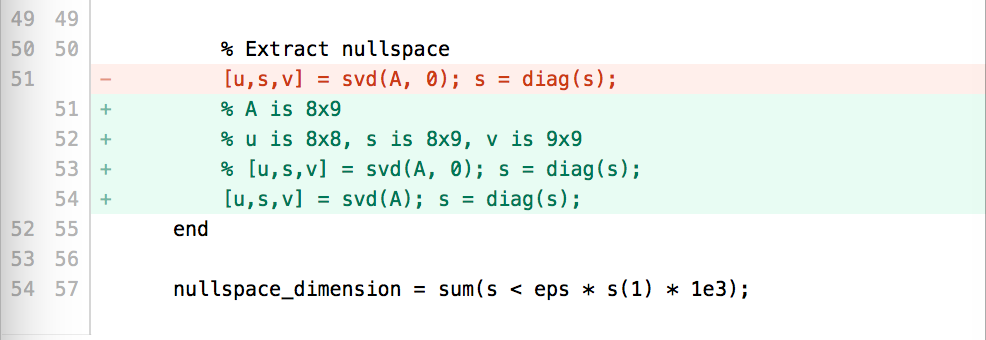 49 49
50 50 % Extract nullspace
51 - [u,s,v] = svd(A, 0); s = diag(s);
51 + % A is 8x9
52 + % u is 8x8, s is 8x9, v is 9x9
53 + % [u,s,v] = svd(A, 0); s = diag(s);
54 + [u,s,v] = svd(A); s = diag(s);
52 55 end
53 56
54 57 nullspace_dimension = sum(s < eps * s(1) * 1e3);